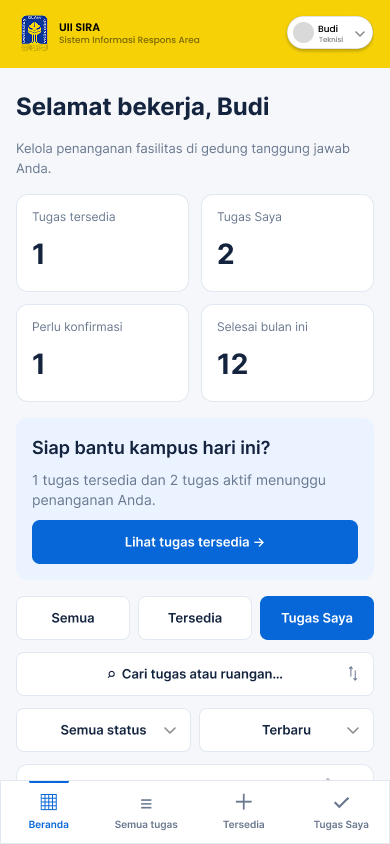 UII SIRA
Sistem Informasi Respons Area
Budi
Teknisi
Selamat bekerja, Budi
Kelola penanganan fasilitas di gedung tanggung jawab
Anda.
Tugas tersedia
1
Tugas Saya
2
Perlu konfirmasi
1
Selesai bulan ini
12
Siap bantu kampus hari ini?
1 tugas tersedia dan 2 tugas aktif menunggu
penanganan Anda.
Lihat tugas tersedia →
Semua
Tersedia
Tugas Saya
⌕ Cari tugas atau ruangan...
Semua status
Terbaru
Beranda
Semua tugas
Tersedia
Tugas Saya